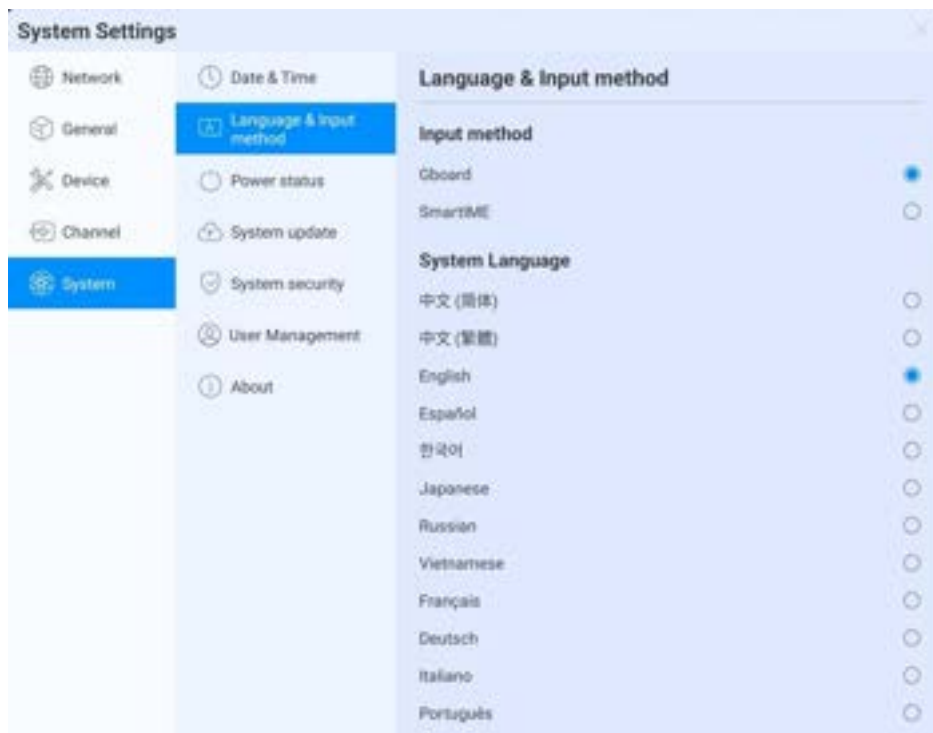 System Settings
Network
General
Device
Channel
System
Date & Time
Language & Input
method
Power status
System update
System security
User Management
About
Language & Input method
Input method
Gboard
SmartIME
System Language
中文 (简体)
中文 (繁體)
English
Español
한국어
Japanese
Russian
Vietnamese
Français
Deutsch
Italiano
Português